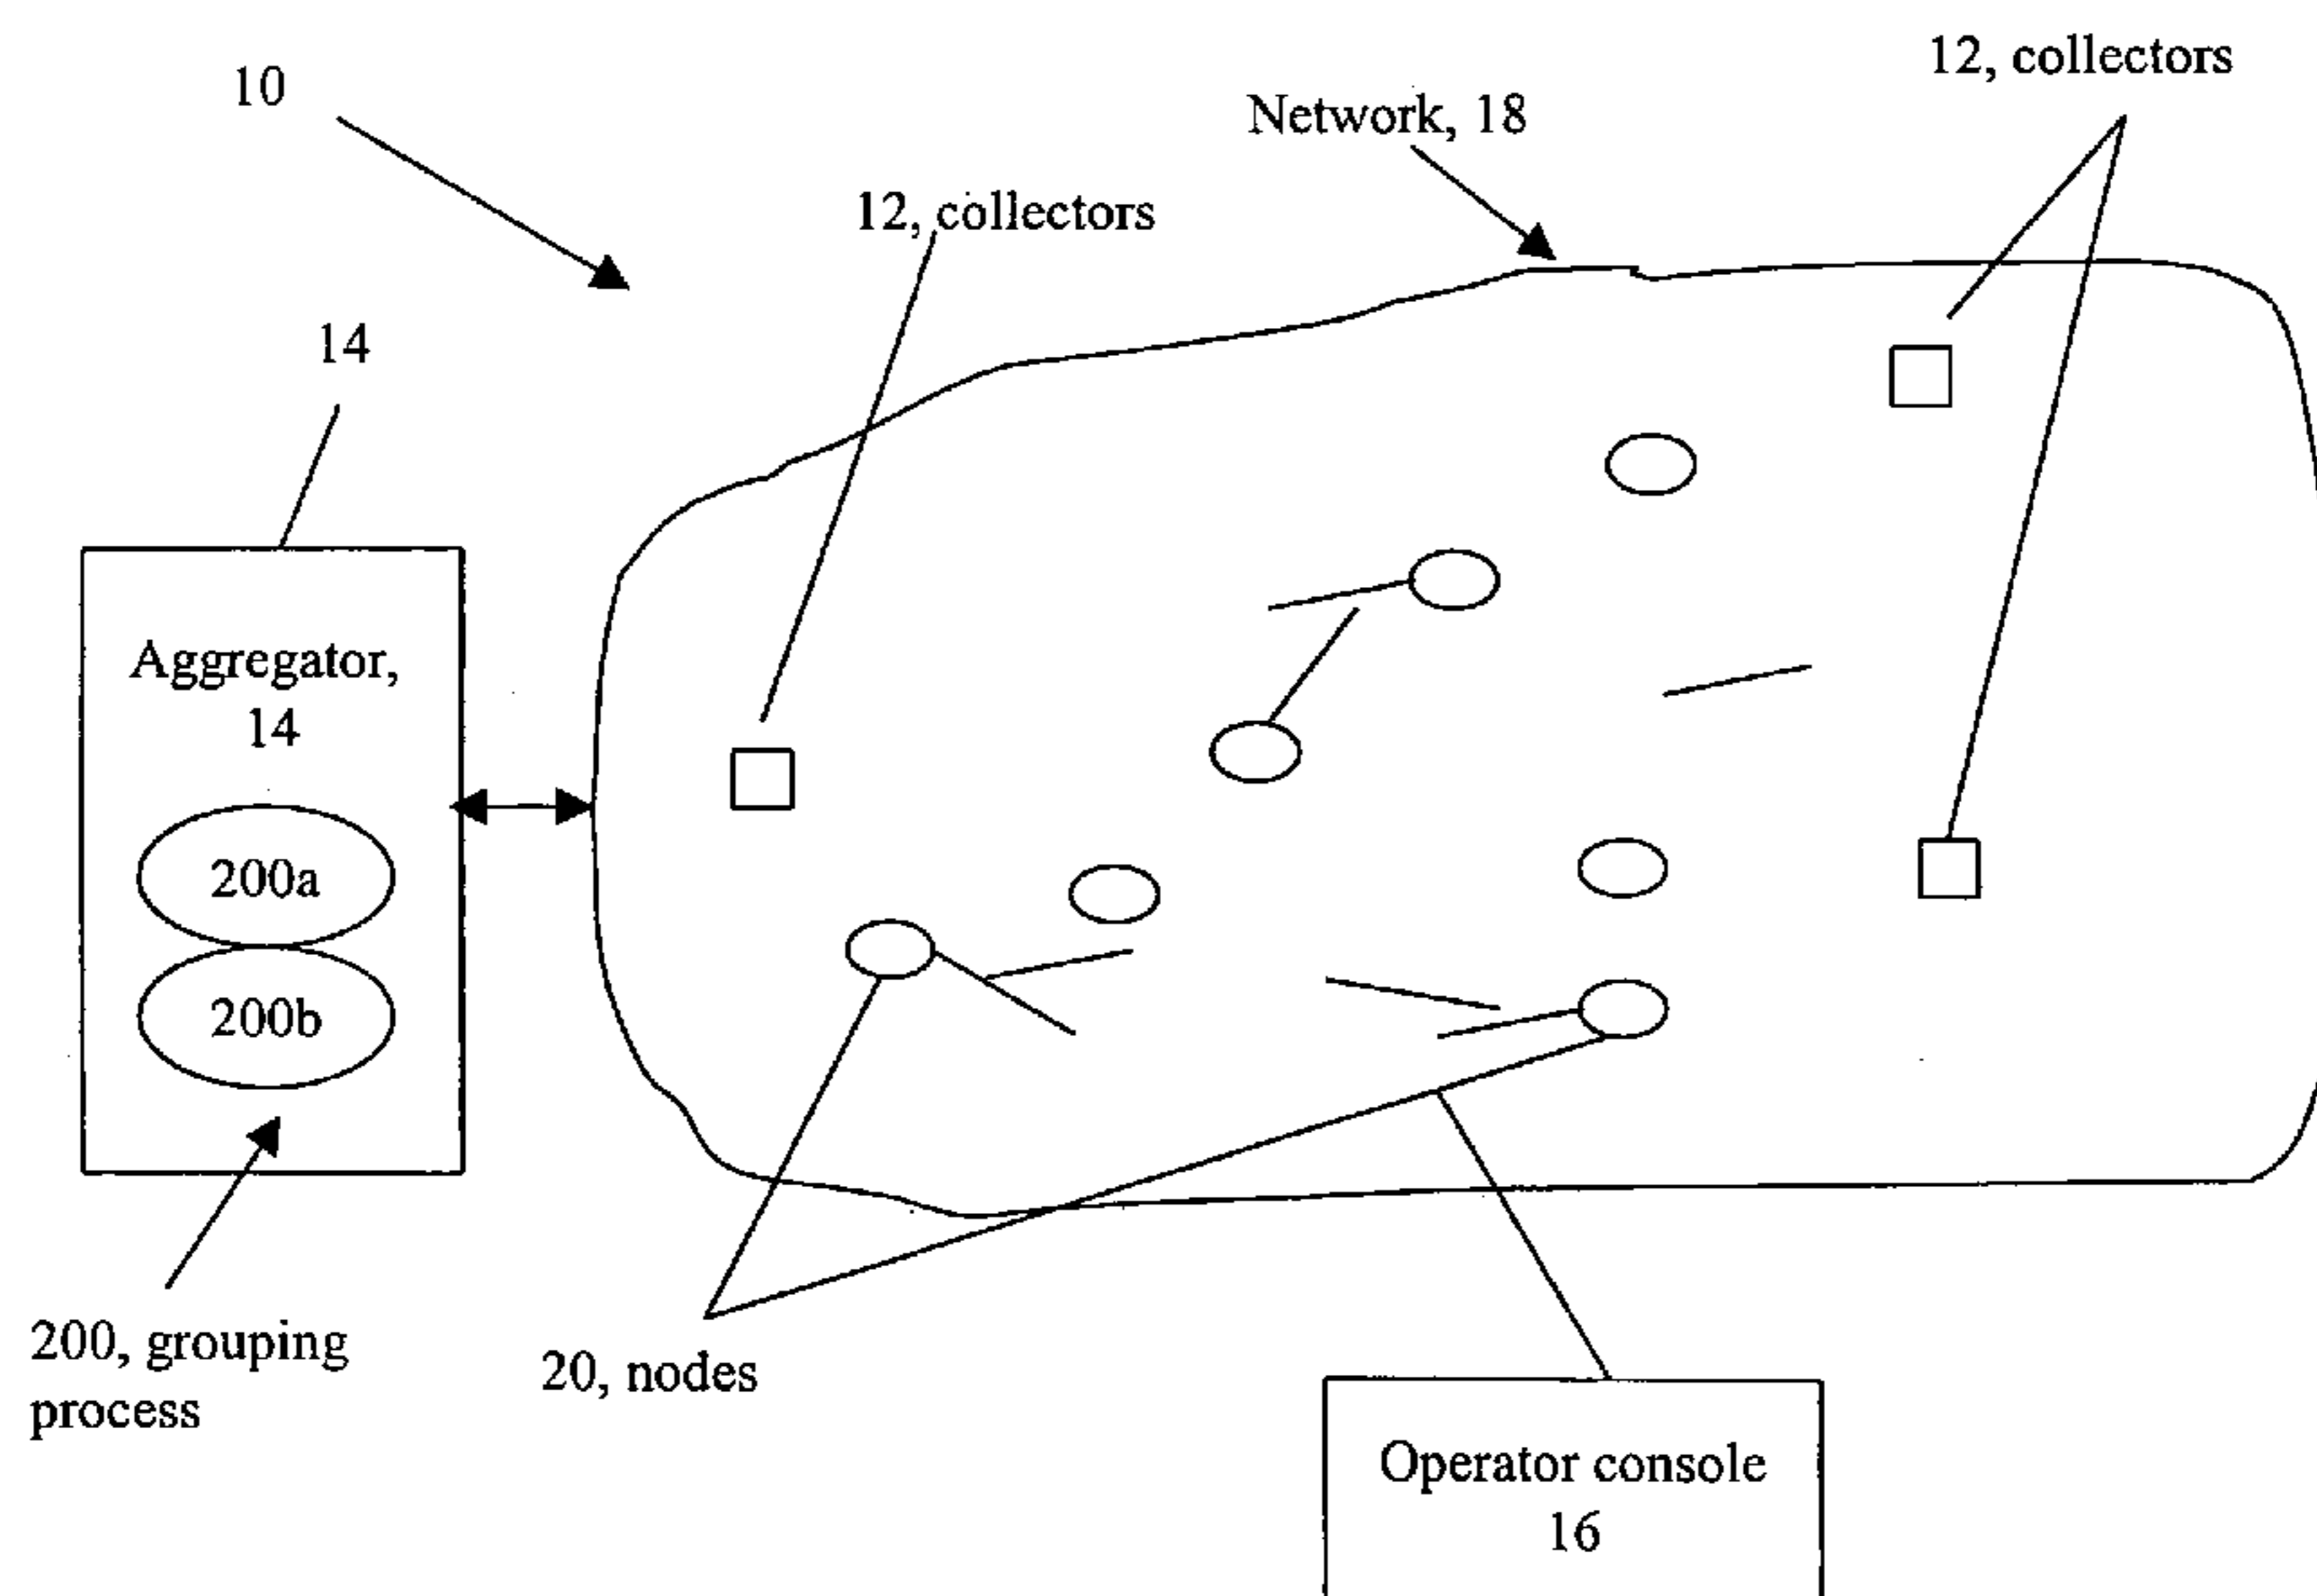 12, collectors
10
Network, 18
12, collectors
14
Aggregator,
14
200a
200b
200, grouping
process
20, nodes
Operator console
16